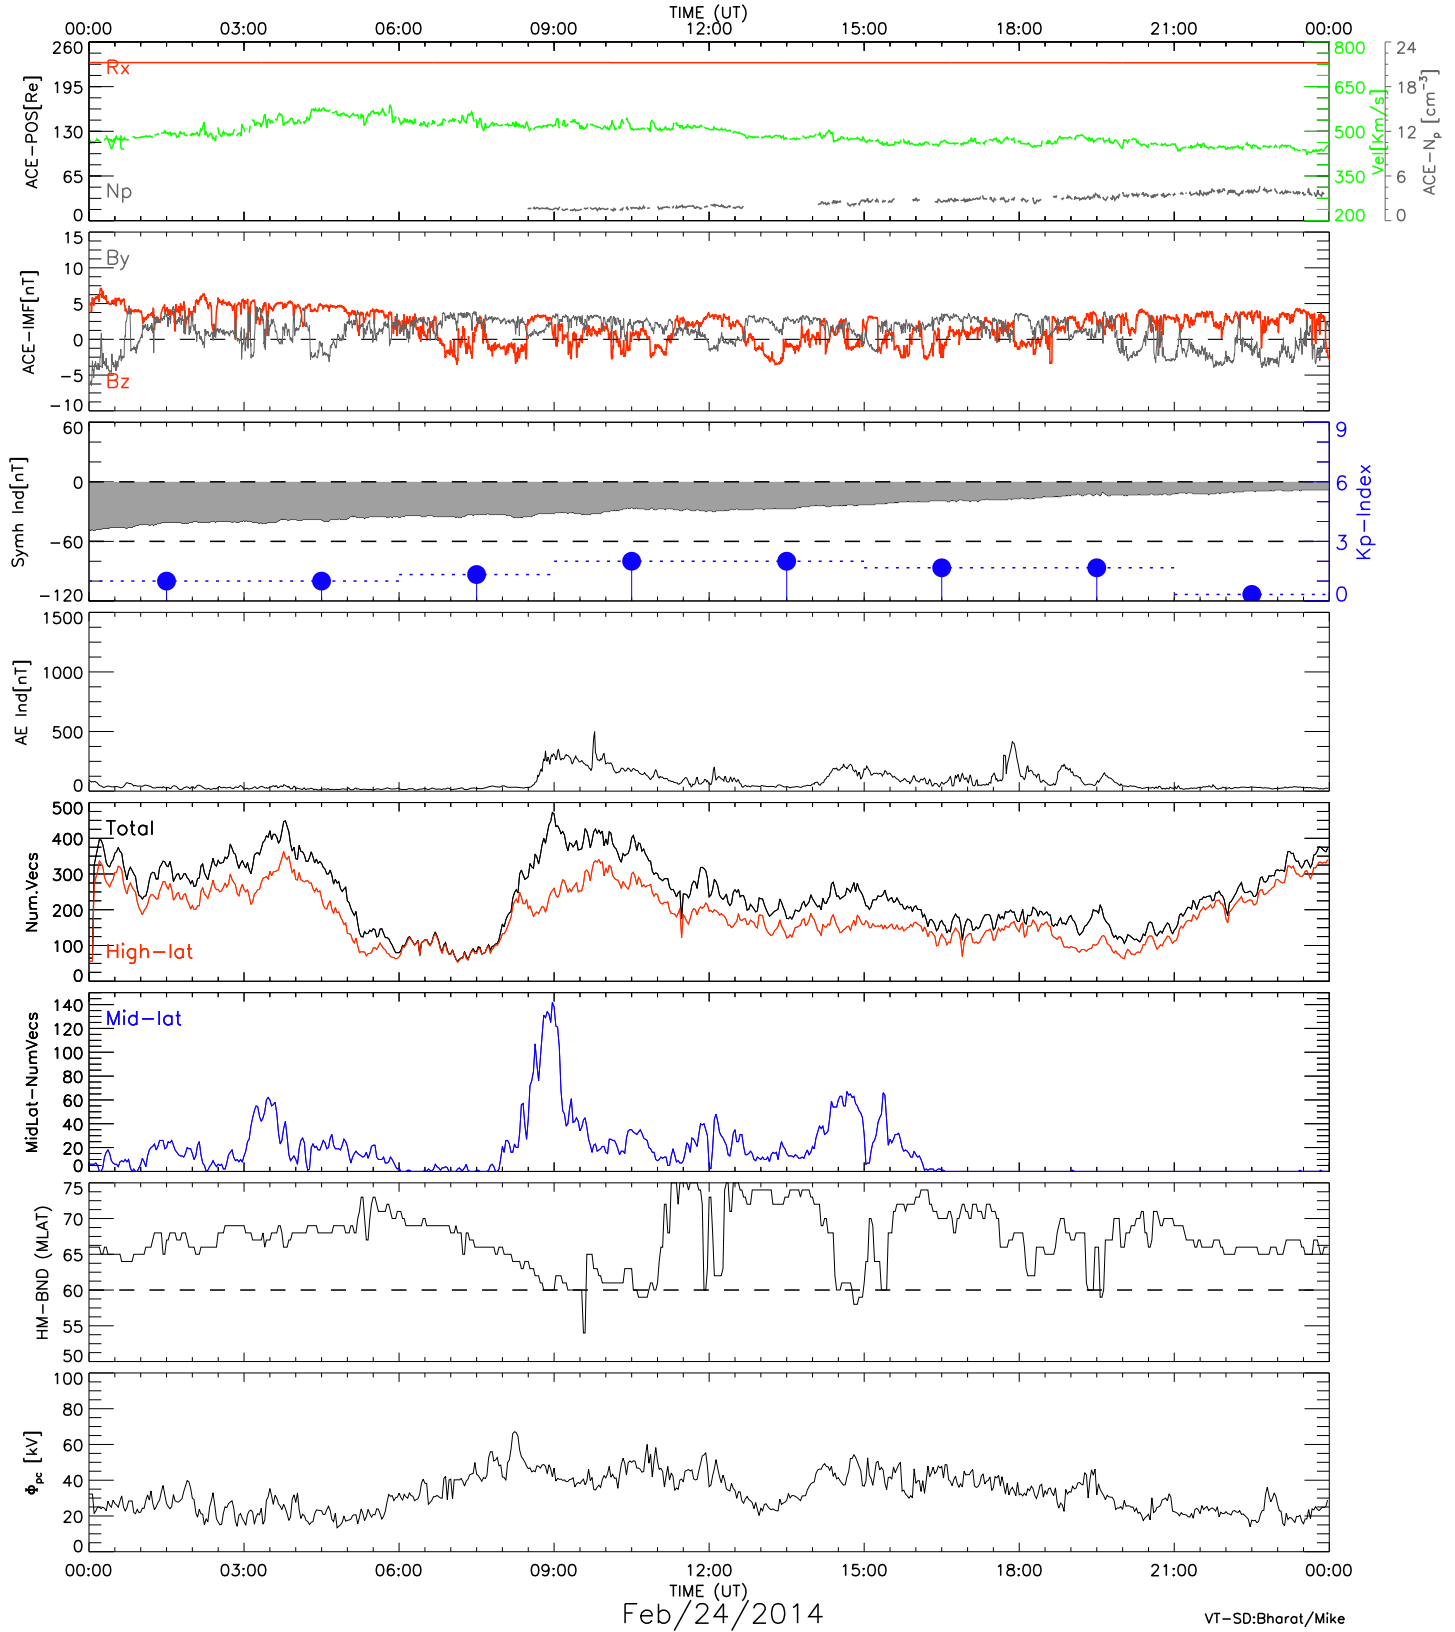 TIME (UT)
00:00 03:00 06:00 09:00 12:00 15:00 18:00 21:00 00:00
260 195 130 65 0
ACE-POS[Re]
Rx
Vel
Np
800 650 500 350 200
Vel[Km/s]
24 18 12 6 0
ACE-Np [cm-3]
15 10 5 0 -5 -10
ACE-IMF[nT]
By
Bz
60 0 -60 -120
Symh Ind[nT]
9 6 3 0
Kp-Index
1500 1000 500 0
AE Ind[nT]
500 400 300 200 100 0
Num.Vecs
Total
High-lat
140 120 100 80 60 40 20 0
MidLat-NumVecs
Mid-lat
75 70 65 60 55 50
HM-BND (MLAT)
100 80 60 40 20 0
Φpc [kV]
00:00 03:00 06:00 09:00 12:00 15:00 18:00 21:00 00:00
TIME (UT)
Feb/24/2014
VT-SD:Bharat/Mike